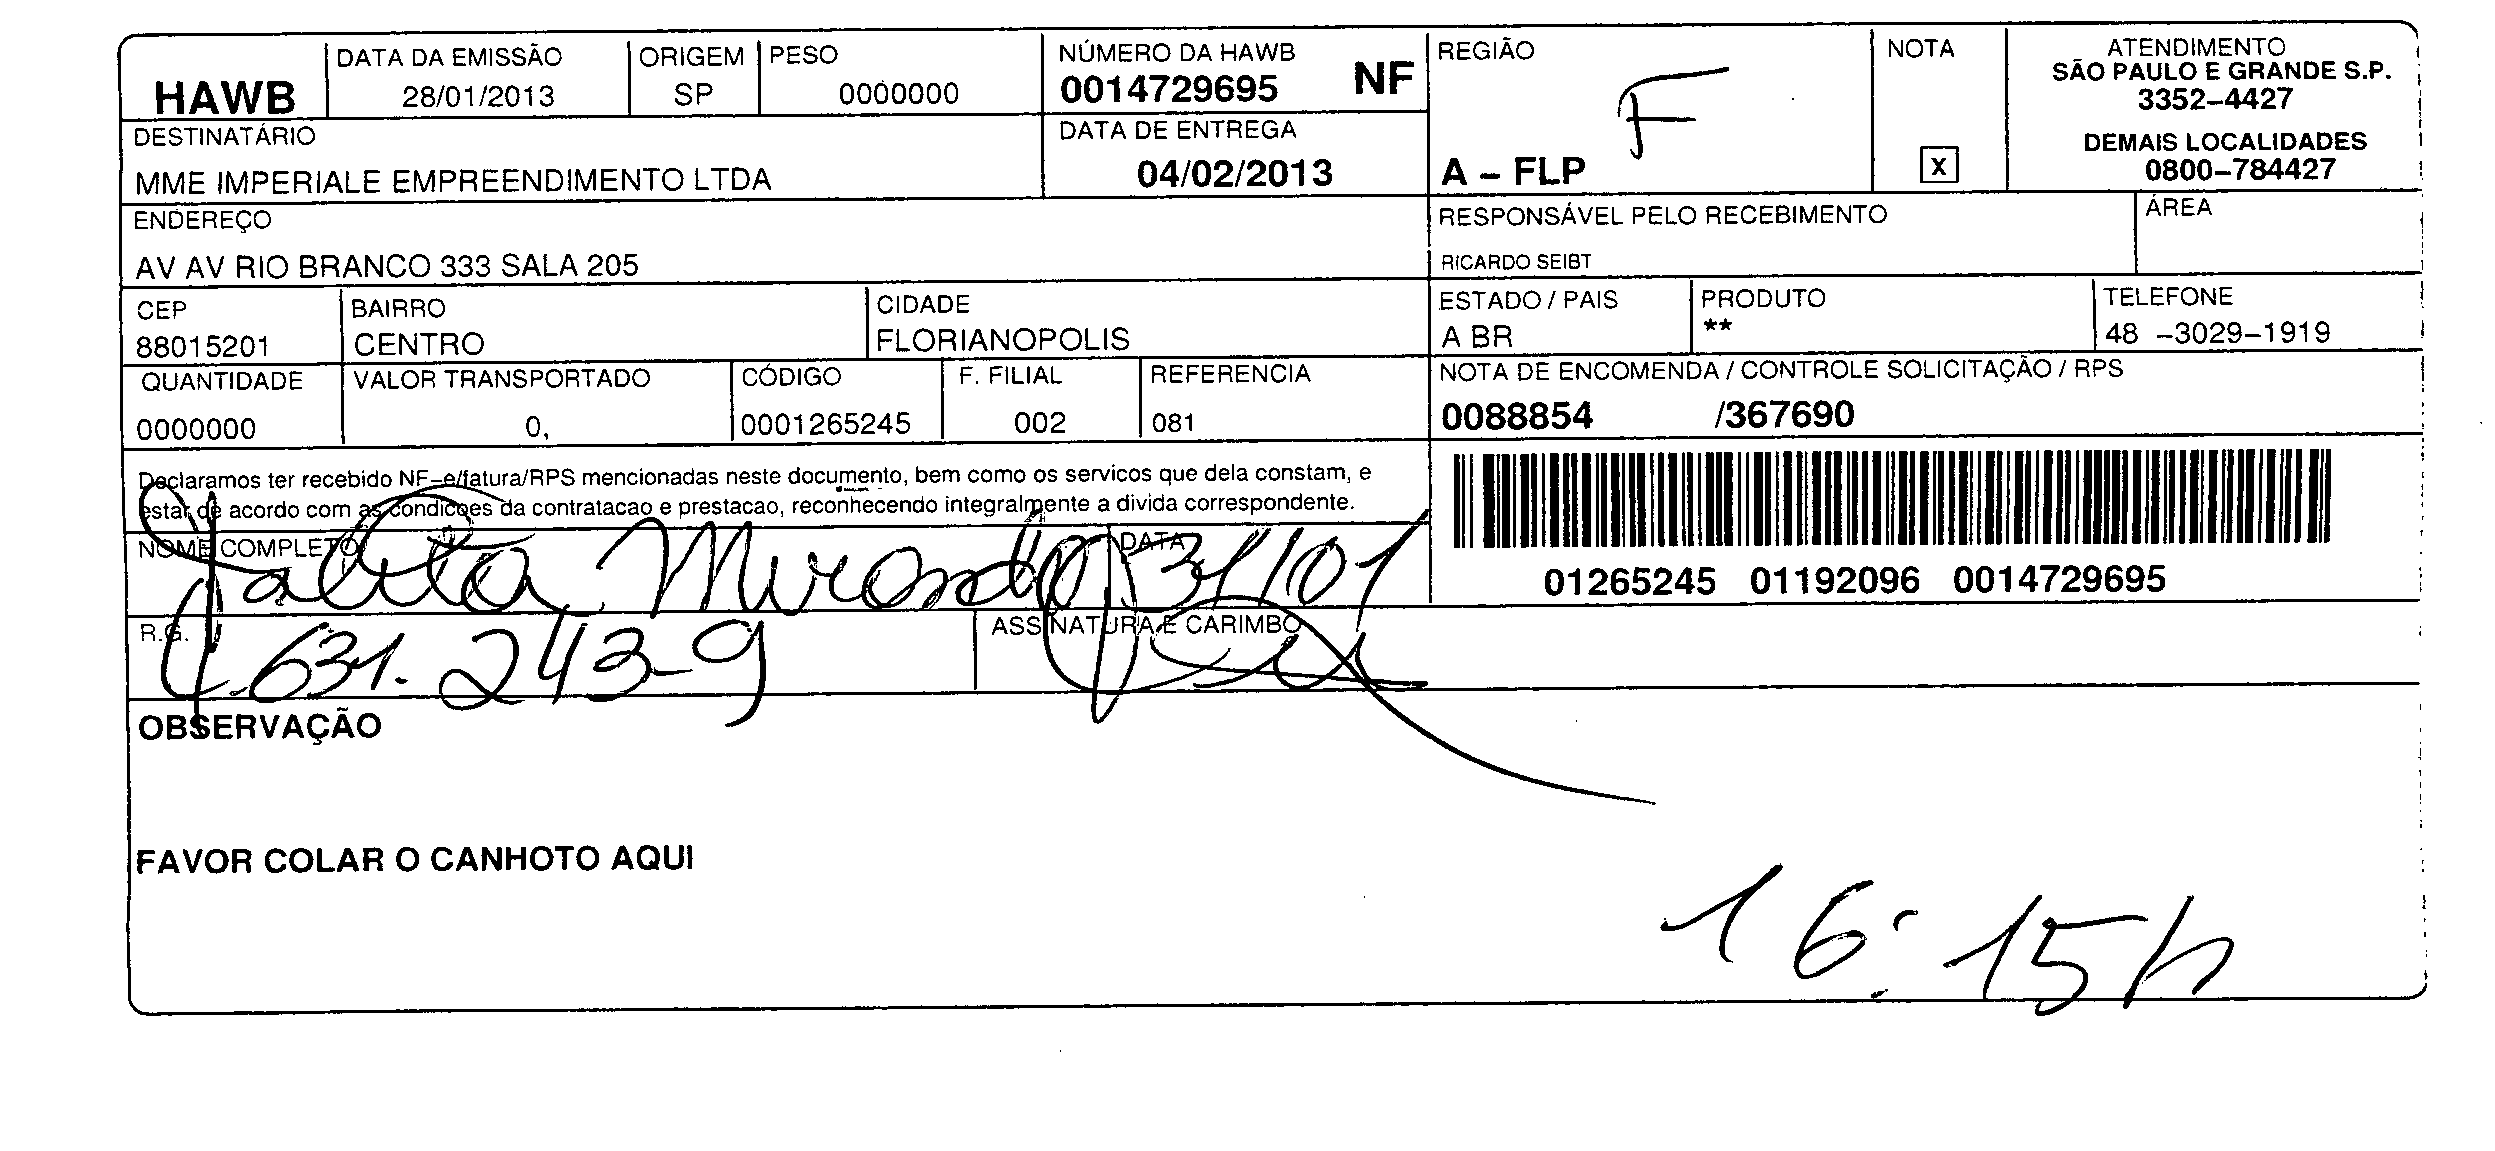 HAWB
DATA DA EMISSÃO
28/01/2013
ORIGEM
SP
PESO
0000000
NÚMERO DA HAWB
0014729695 NF
DATA DE ENTREGA
04/02/2013
REGIÃO
F
A – FLP
NOTA
X
ATENDIMENTO
SÃO PAULO E GRANDE S.P.
3352–4427
DEMAIS LOCALIDADES
0800–784427
DESTINATÁRIO
MME IMPERIALE EMPREENDIMENTO LTDA
ENDEREÇO
AV AV RIO BRANCO 333 SALA 205
RESPONSÁVEL PELO RECEBIMENTO
RICARDO SEIBT
ÁREA
CEP
88015201
BAIRRO
CENTRO
CIDADE
FLORIANOPOLIS
ESTADO / PAIS
A BR
PRODUTO
**
TELEFONE
48 –3029–1919
QUANTIDADE
0000000
VALOR TRANSPORTADO
0,
CÓDIGO
0001265245
F. FILIAL
002
REFERENCIA
081
NOTA DE ENCOMENDA / CONTROLE SOLICITAÇÃO / RPS
0088854 /367690
Declaramos ter recebido NF–e/fatura/RPS mencionadas neste documento, bem como os servicos que dela constam, e
estar de acordo com as condicoes da contratacao e prestacao, reconhecendo integralmente a divida correspondente.
01265245 01192096 0014729695
NOME COMPLETO
Miranda
DATA
31/01
R.G.
631.243-9
ASSINATURA E CARIMBO
OBSERVAÇÃO
FAVOR COLAR O CANHOTO AQUI
16:15h